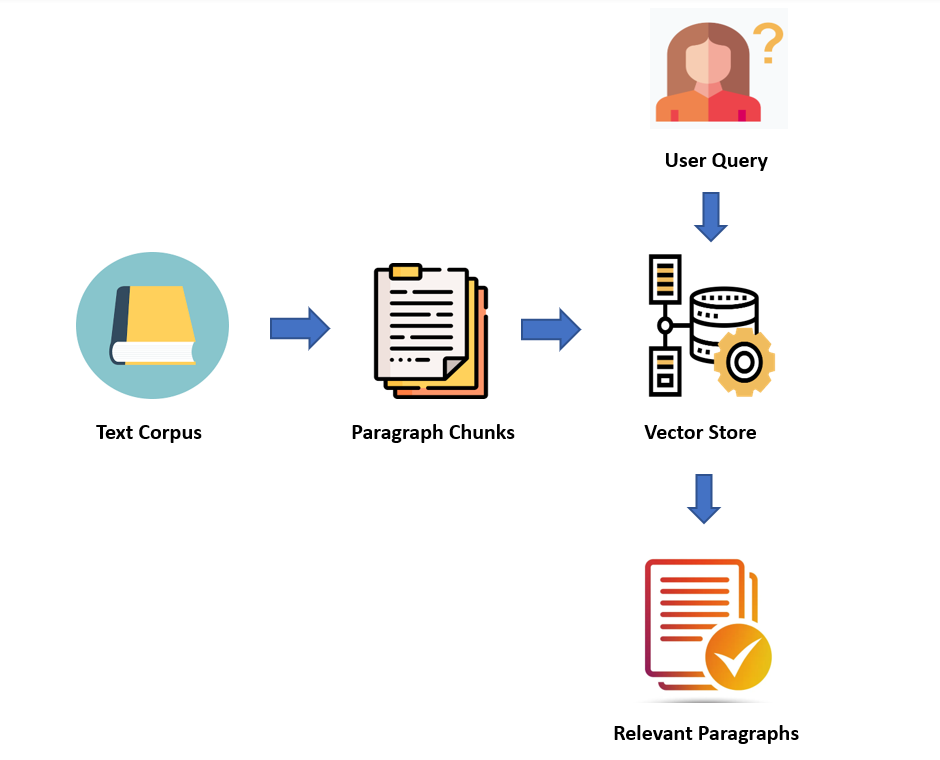 User Query
Text Corpus
Paragraph Chunks
Vector Store
Relevant Paragraphs